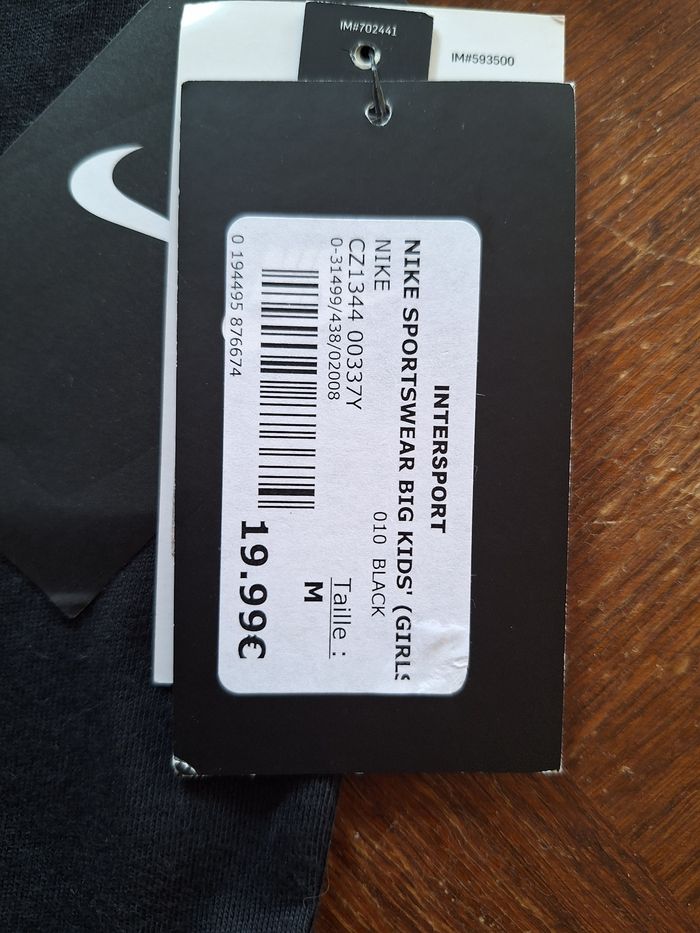 IM#702441
IM#593500
INTERSPORT
NIKE SPORTSWEAR BIG KIDS' (GIRLS
NIKE 010 BLACK
CZ1344 00337Y
0-31499/438/02008
Taille :
M
0 194495 876674
19.99€